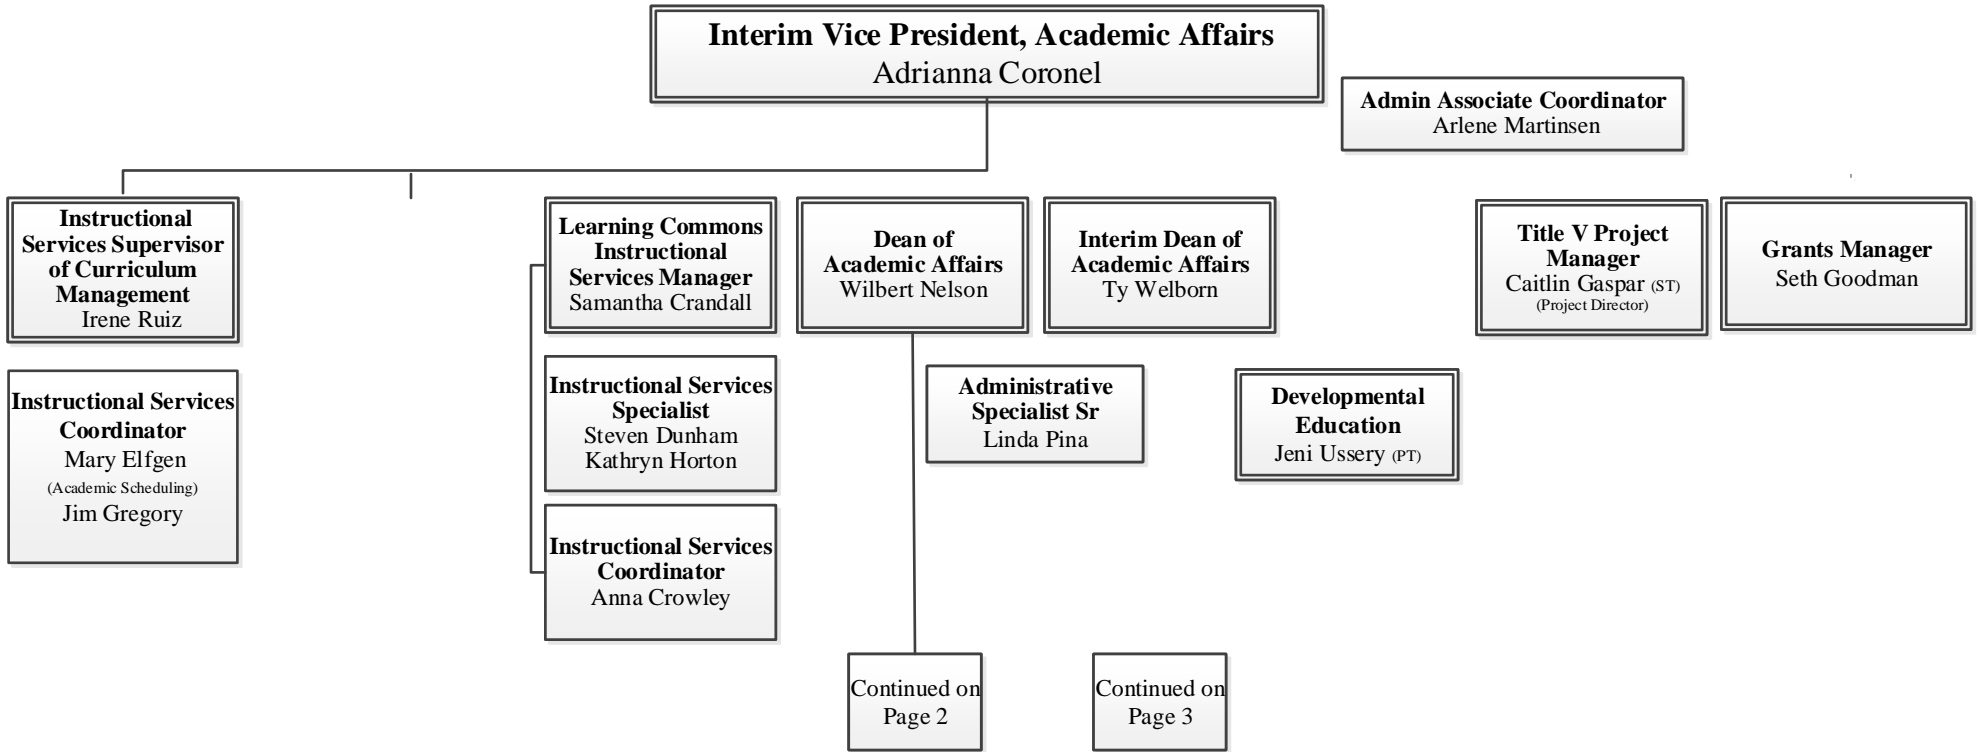 Interim Vice President, Academic Affairs
Adrianna Coronel
Admin Associate Coordinator
Arlene Martinsen
Instructional
Services Supervisor
of Curriculum
Management
Irene Ruiz
Learning Commons
Instructional
Services Manager
Samantha Crandall
Dean of
Academic Affairs
Wilbert Nelson
Interim Dean of
Academic Affairs
Ty Welborn
Title V Project
Manager
Caitlin Gaspar (ST)
(Project Director)
Grants Manager
Seth Goodman
Instructional Services
Coordinator
Mary Elfgen
(Academic Scheduling)
Jim Gregory
Instructional Services
Specialist
Steven Dunham
Kathryn Horton
Administrative
Specialist Sr
Linda Pina
Developmental
Education
Jeni Ussery (PT)
Instructional Services
Coordinator
Anna Crowley
Continued on
Page 2
Continued on
Page 3